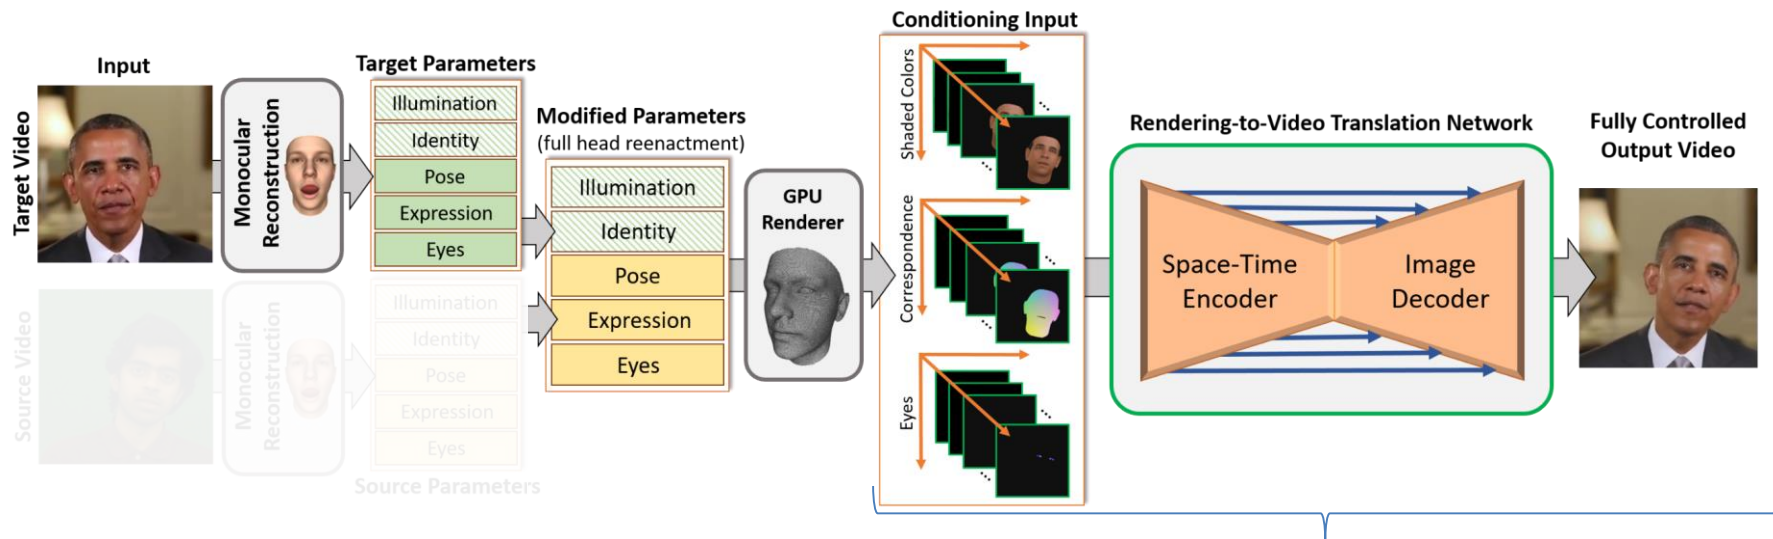 Input
Target Video
Monocular
Reconstruction
Target Parameters
Illumination
Identity
Pose
Expression
Eyes
Source Video
Monocular
Reconstruction
Illumination
Identity
Pose
Expression
Eyes
Source Parameters
Modified Parameters
(full head reenactment)
Illumination
Identity
Pose
Expression
Eyes
GPU
Renderer
Conditioning Input
Shaded Colors
Correspondence
Eyes
Rendering-to-Video Translation Network
Space-Time
Encoder
Image
Decoder
Fully Controlled
Output Video